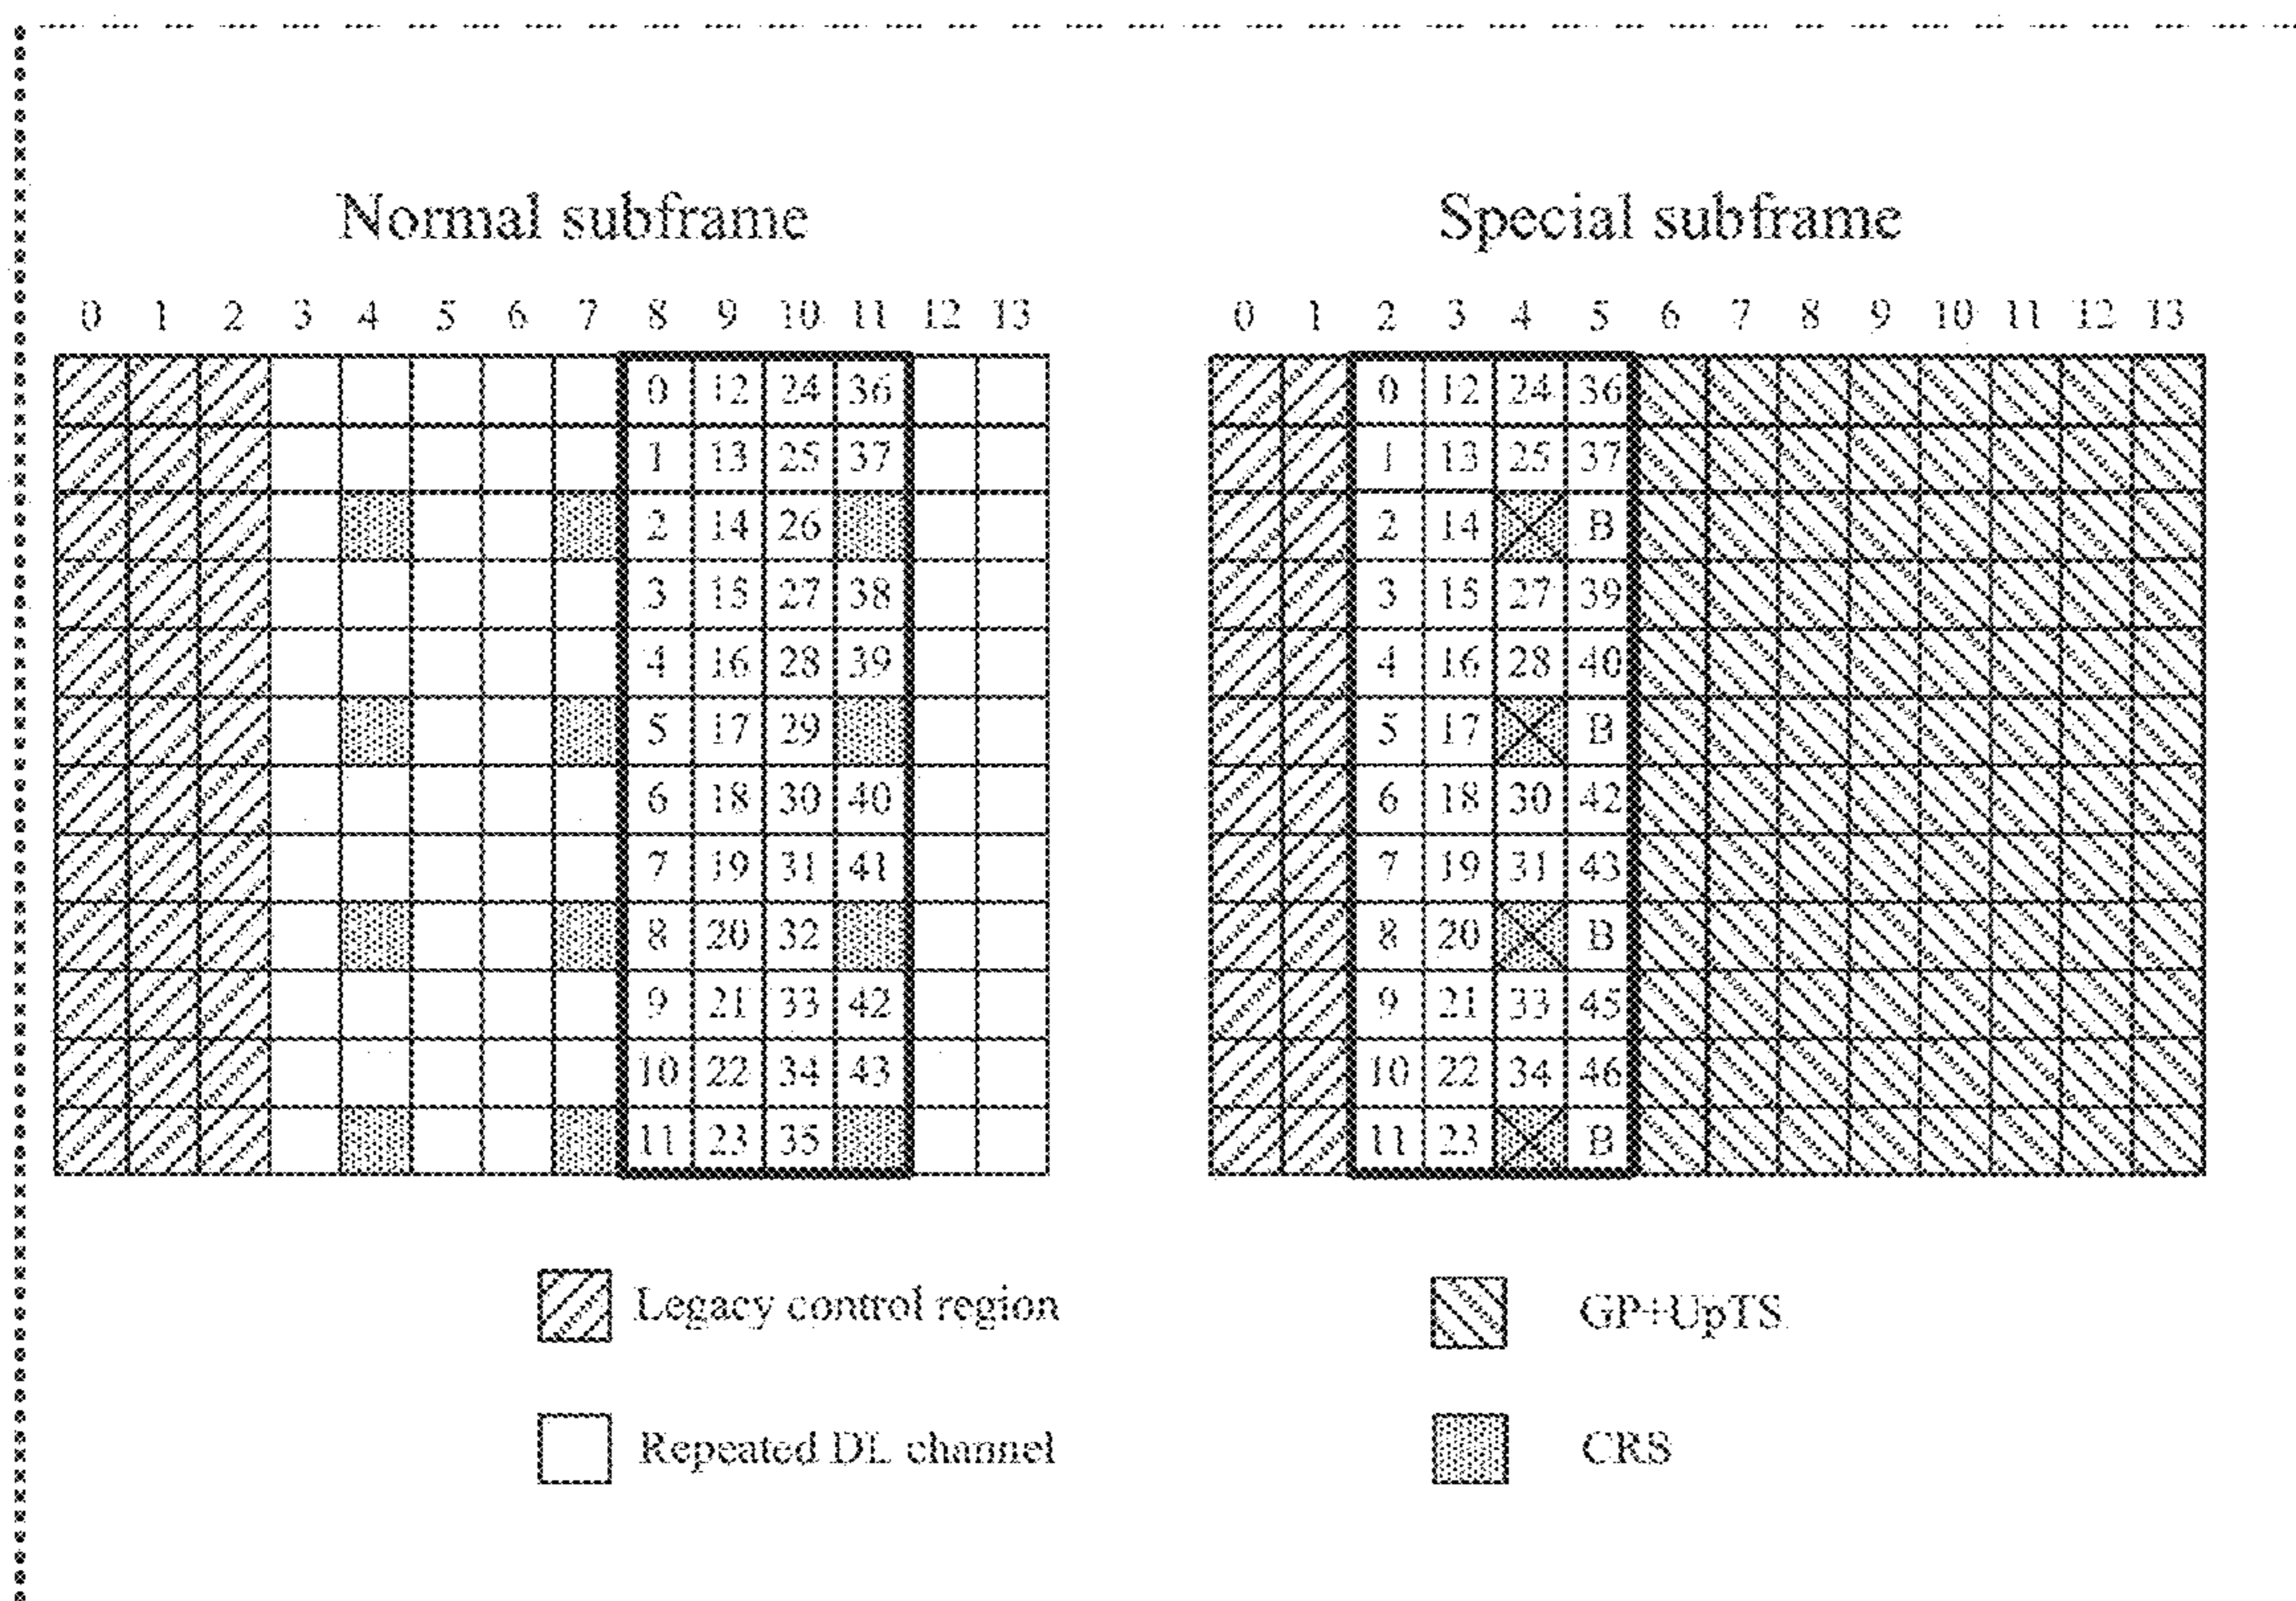 Normal subframe Special subframe
0 1 2 3 4 5 6 7 8 9 10 11 12 13 0 1 2 3 4 5 6 7 8 9 10 11 12 13
0 12 24 36 0 12 24 36
1 13 25 37 1 13 25 37
2 14 26 2 14 B
3 15 27 38 3 15 27 39
4 16 28 39 4 16 28 40
5 17 29 5 17 B
6 18 30 40 6 18 30 42
7 19 31 41 7 19 31 43
8 20 32 8 20 B
9 21 33 42 9 21 33 45
10 22 34 43 10 22 34 46
11 23 35 11 23 B
Legacy control region GP+UpTS
Repeated DL channel CRS